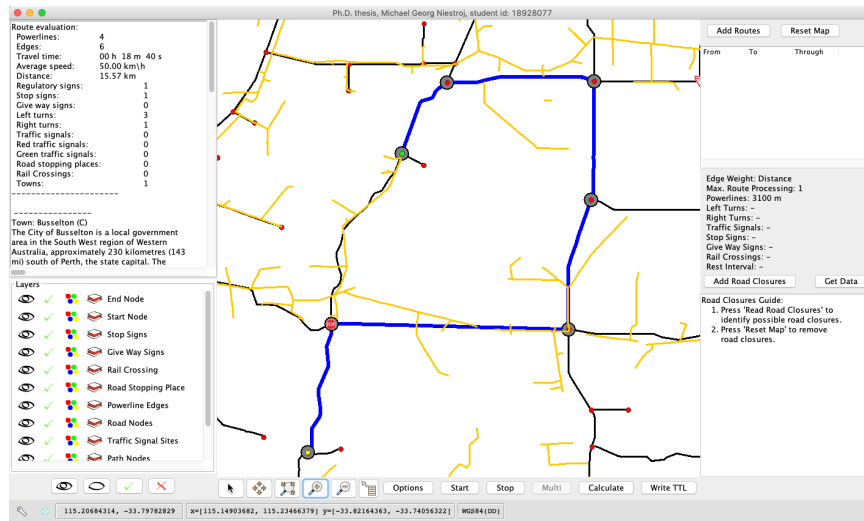 Ph.D. thesis, Michael Georg Niestroj, student id: 18928077
Route evaluation:
Powerlines: 4
Edges: 6
Travel time: 00 h 18 m 40 s
Average speed: 50.00 km\h
Distance: 15.57 km
Regulatory signs: 1
Stop signs: 1
Give way signs: 0
Left turns: 3
Right turns: 1
Traffic signals: 0
Red traffic signals: 0
Green traffic signals: 0
Road stopping places: 0
Rail Crossings: 0
Towns: 1
------------------------
----------------
Town: Busselton (C)
The City of Busselton is a local government
area in the South West region of Western
Australia, approximately 230 kilometres (143
mi) south of Perth, the state capital. The
Layers
End Node
Start Node
Stop Signs
Give Way Signs
Rail Crossing
Road Stopping Place
Powerline Edges
Road Nodes
Traffic Signal Sites
Path Nodes
STOP
Add Routes Reset Map
From To Through
Edge Weight: Distance
Max. Route Processing: 1
Powerlines: 3100 m
Left Turns: -
Right Turns: -
Traffic Signals: -
Stop Signs: -
Give Way Signs: -
Rail Crossings: -
Rest Interval: -
Add Road Closures Get Data
Road Closures Guide:
1. Press 'Read Road Closures' to
identify possible road closures.
2. Press 'Reset Map' to remove
road closures.
Options Start Stop Multi Calculate Write TTL
115.20684314, -33.79782829 x=[115.14903682, 115.23466379] y=[-33.82164363, -33.74056322] WGS84(DD)